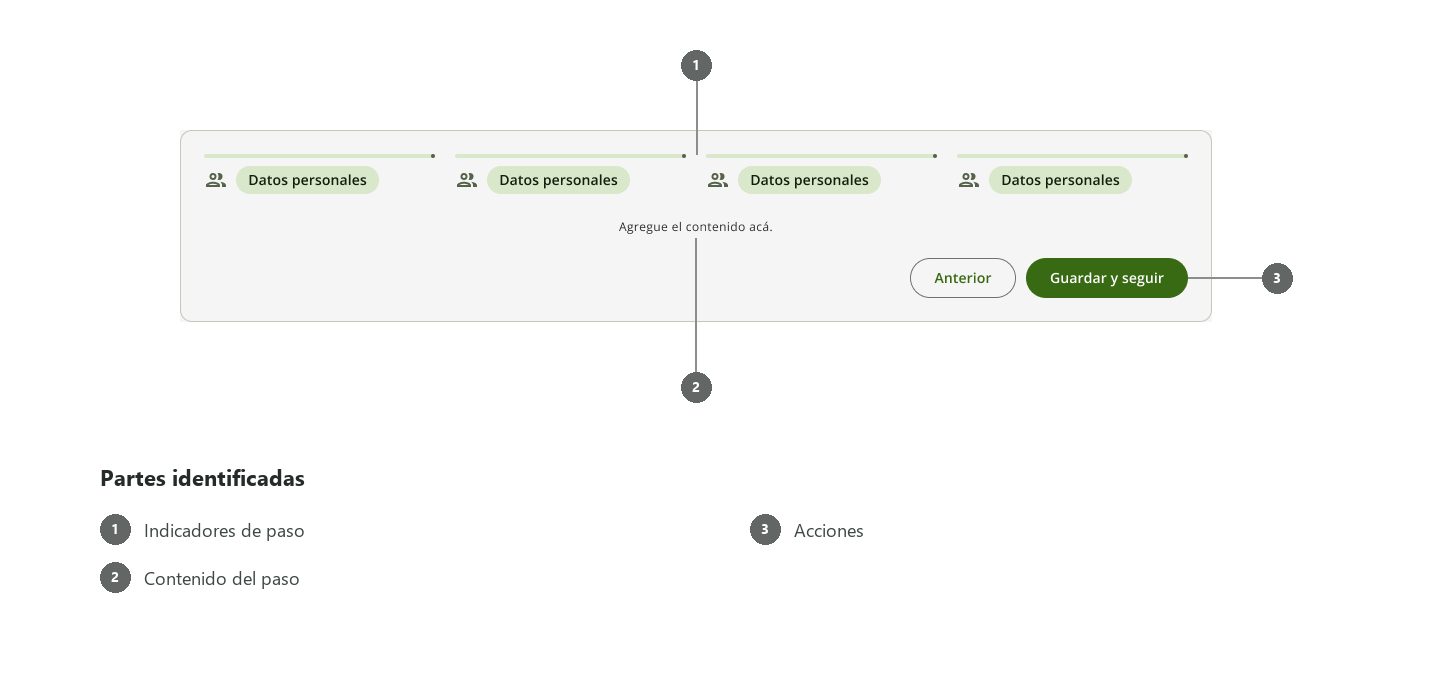 1
Datos personales Datos personales Datos personales Datos personales
Agregue el contenido acá.
Anterior Guardar y seguir 3
2
Partes identificadas
1 Indicadores de paso
2 Contenido del paso
3 Acciones